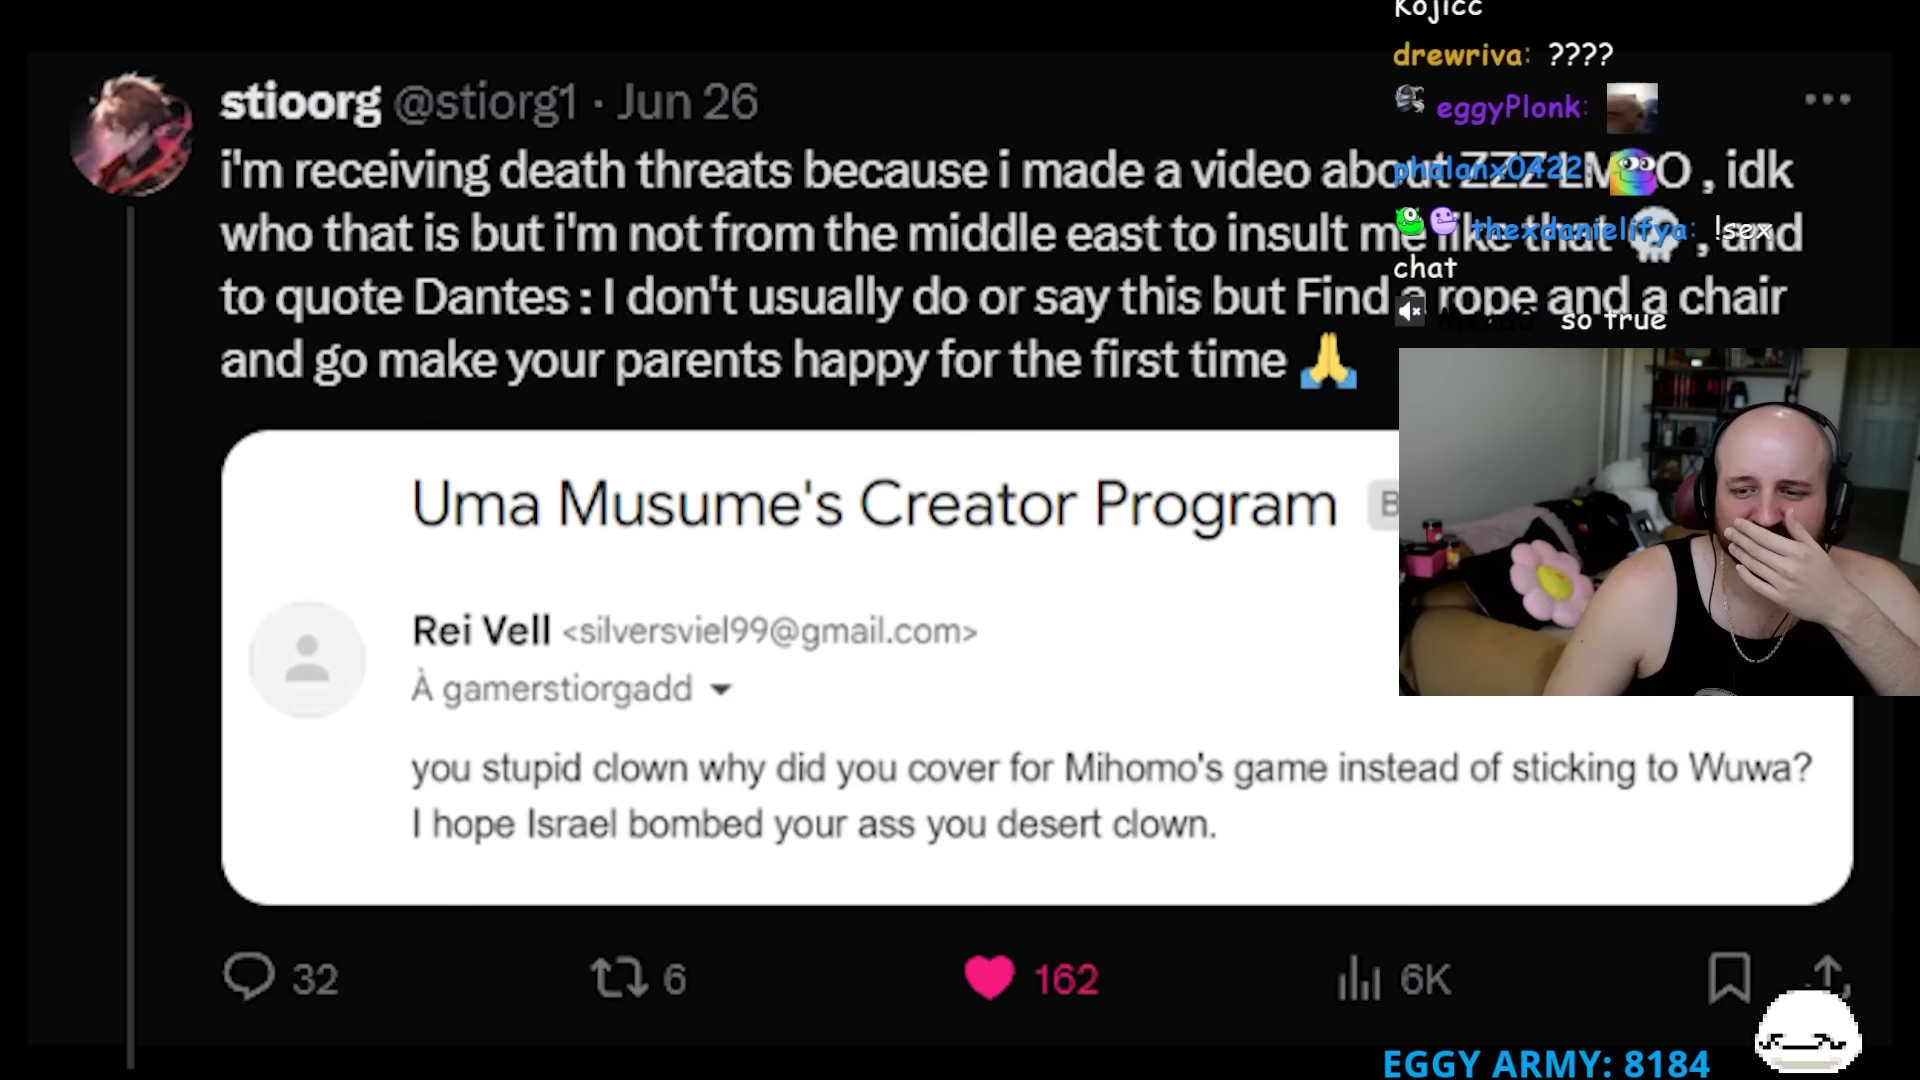 Kojicc
drewriva: ????
eggyPlonk:
phalanx0422:
thexdanielifya: !sex
chat
so true
stioorg @stiorg1 · Jun 26
i'm receiving death threats because i made a video about ZZZ LMAO , idk
who that is but i'm not from the middle east to insult me like that 💀 , and
to quote Dantes : I don't usually do or say this but Find a rope and a chair
and go make your parents happy for the first time 🙏
Uma Musume's Creator Program
B
Rei Vell <silversviel99@gmail.com>
À gamerstiorgadd
you stupid clown why did you cover for Mihomo's game instead of sticking to Wuwa?
I hope Israel bombed your ass you desert clown.
32 6 162 6K
EGGY ARMY: 8184